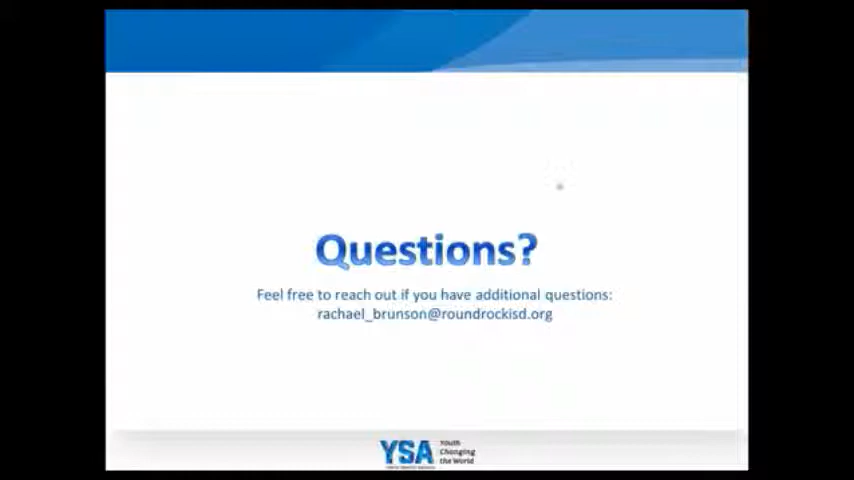 Questions?
Feel free to reach out if you have additional questions:
rachael_brunson@roundrockisd.org
YSA
Youth
Changing
the World